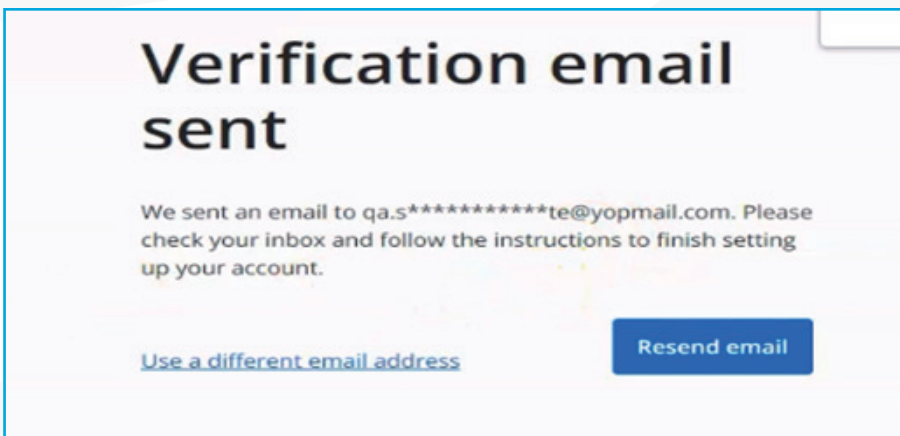 Verification email
sent
We sent an email to qa.s***********te@yopmail.com. Please
check your inbox and follow the instructions to finish setting
up your account.
Use a different email address
Resend email